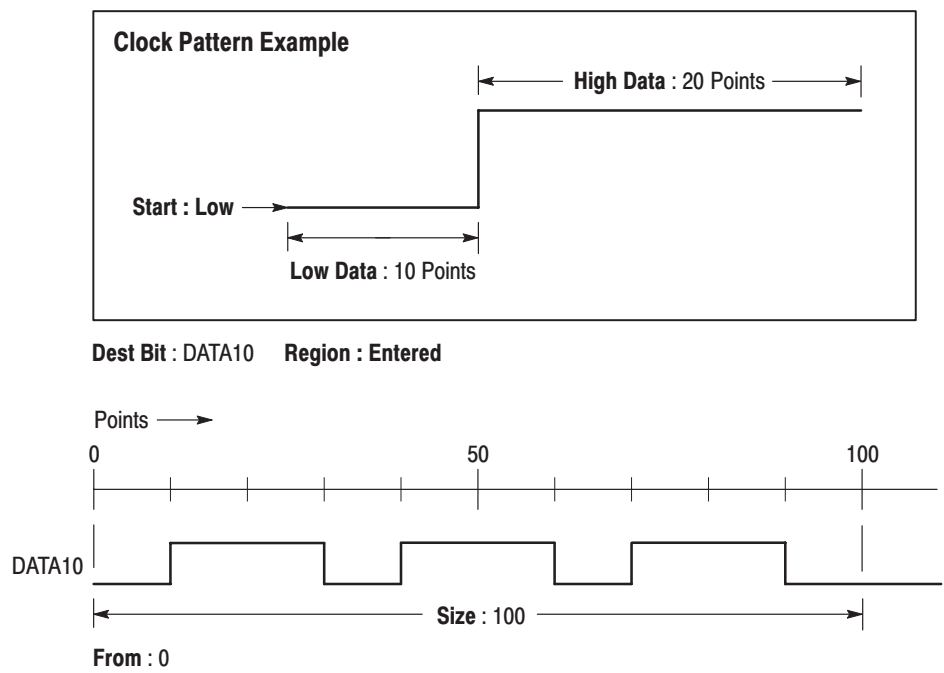 Clock Pattern Example
High Data : 20 Points
Start : Low
Low Data : 10 Points
Dest Bit : DATA10 Region : Entered
Points
0 50 100
DATA10
Size : 100
From : 0